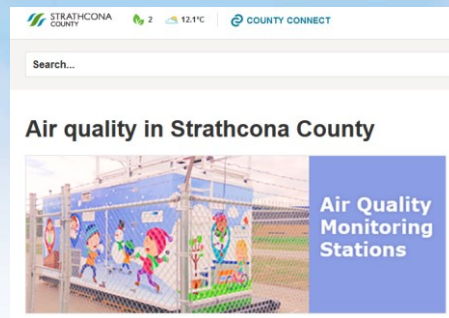 STRATHCONA
COUNTY
2
12.1°C
COUNTY CONNECT
Search...
Air quality in Strathcona County
Air Quality
Monitoring
Stations